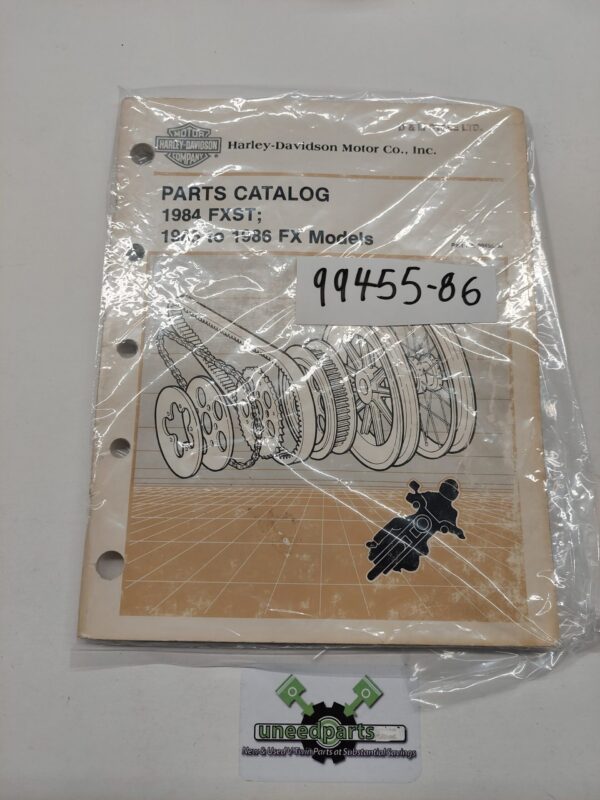 MOTOR
HARLEY-DAVIDSON
COMPANY
Harley-Davidson Motor Co., Inc.
PARTS CATALOG
1984 FXST;
to 1986 FX Models
99455-86
uneedparts
New & Used V-Twin Parts at Substantial Savings